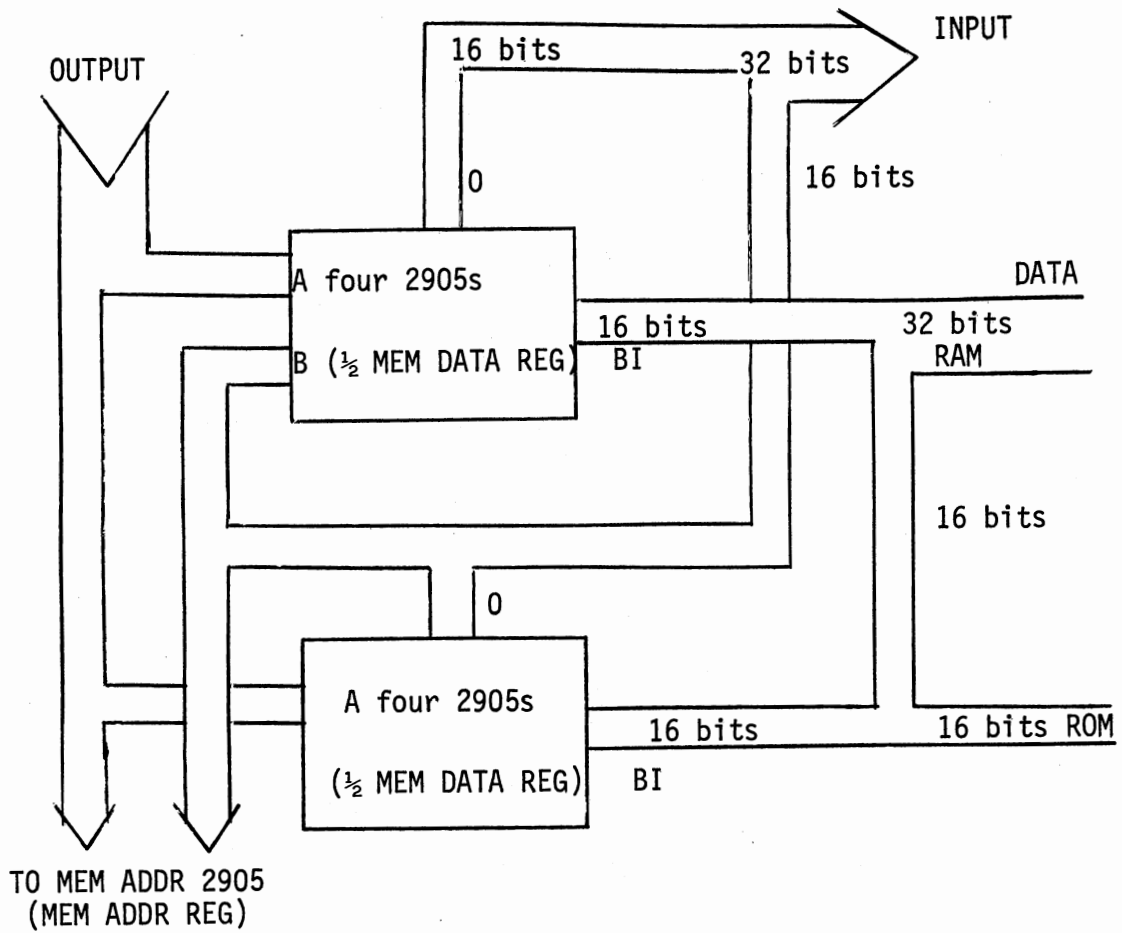 INPUT
16 bits
32 bits
OUTPUT
16 bits
0
DATA
A four 2905s
16 bits
32 bits
RAM
B (½ MEM DATA REG)
BI
16 bits
0
A four 2905s
16 bits
16 bits ROM
(½ MEM DATA REG)
BI
TO MEM ADDR 2905
(MEM ADDR REG)